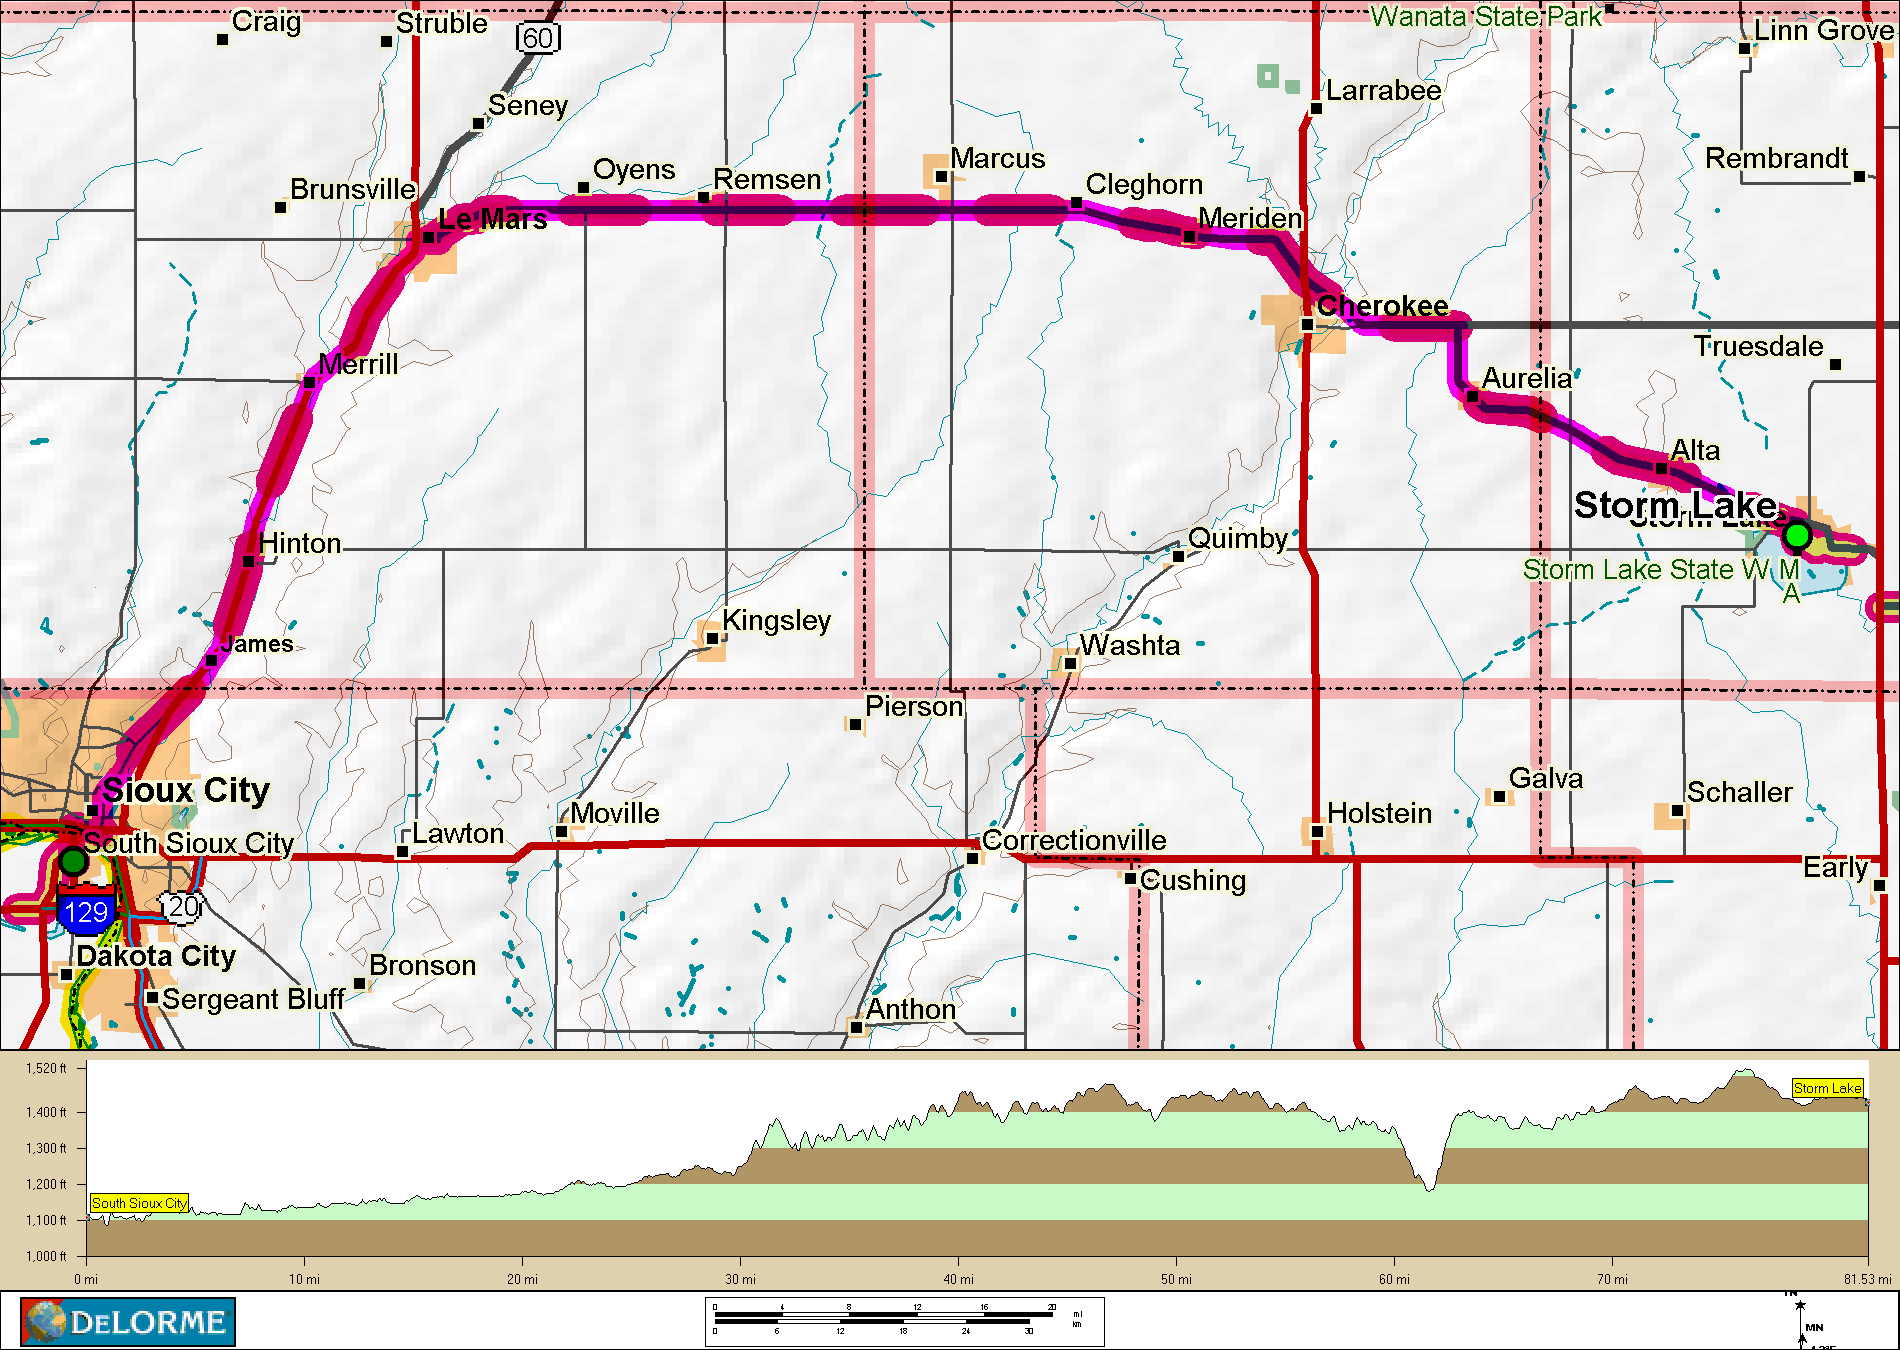 Craig
Struble
60
Wanata State Park
Linn Grove
Seney
Larrabee
Oyens
Remsen
Marcus
Cleghorn
Rembrandt
Brunsville
Le Mars
Meriden
Cherokee
Truesdale
Merrill
Aurelia
Alta
Storm Lake
Storm Lake
Hinton
Quimby
Storm Lake State W M
A
James
Kingsley
Washta
Pierson
Sioux City
Galva
Schaller
South Sioux City
Lawton
Moville
Correctionville
Holstein
Early
Cushing
129
20
Dakota City
Bronson
Sergeant Bluff
Anthon
1,520 ft
1,400 ft
1,300 ft
1,200 ft
1,100 ft
1,000 ft
South Sioux City
Storm Lake
0 mi
10 mi
20 mi
30 mi
40 mi
50 mi
60 mi
70 mi
81.53 mi
DELORME
0 4 8 12 16 20 mi
0 6 12 18 24 30 km
MN